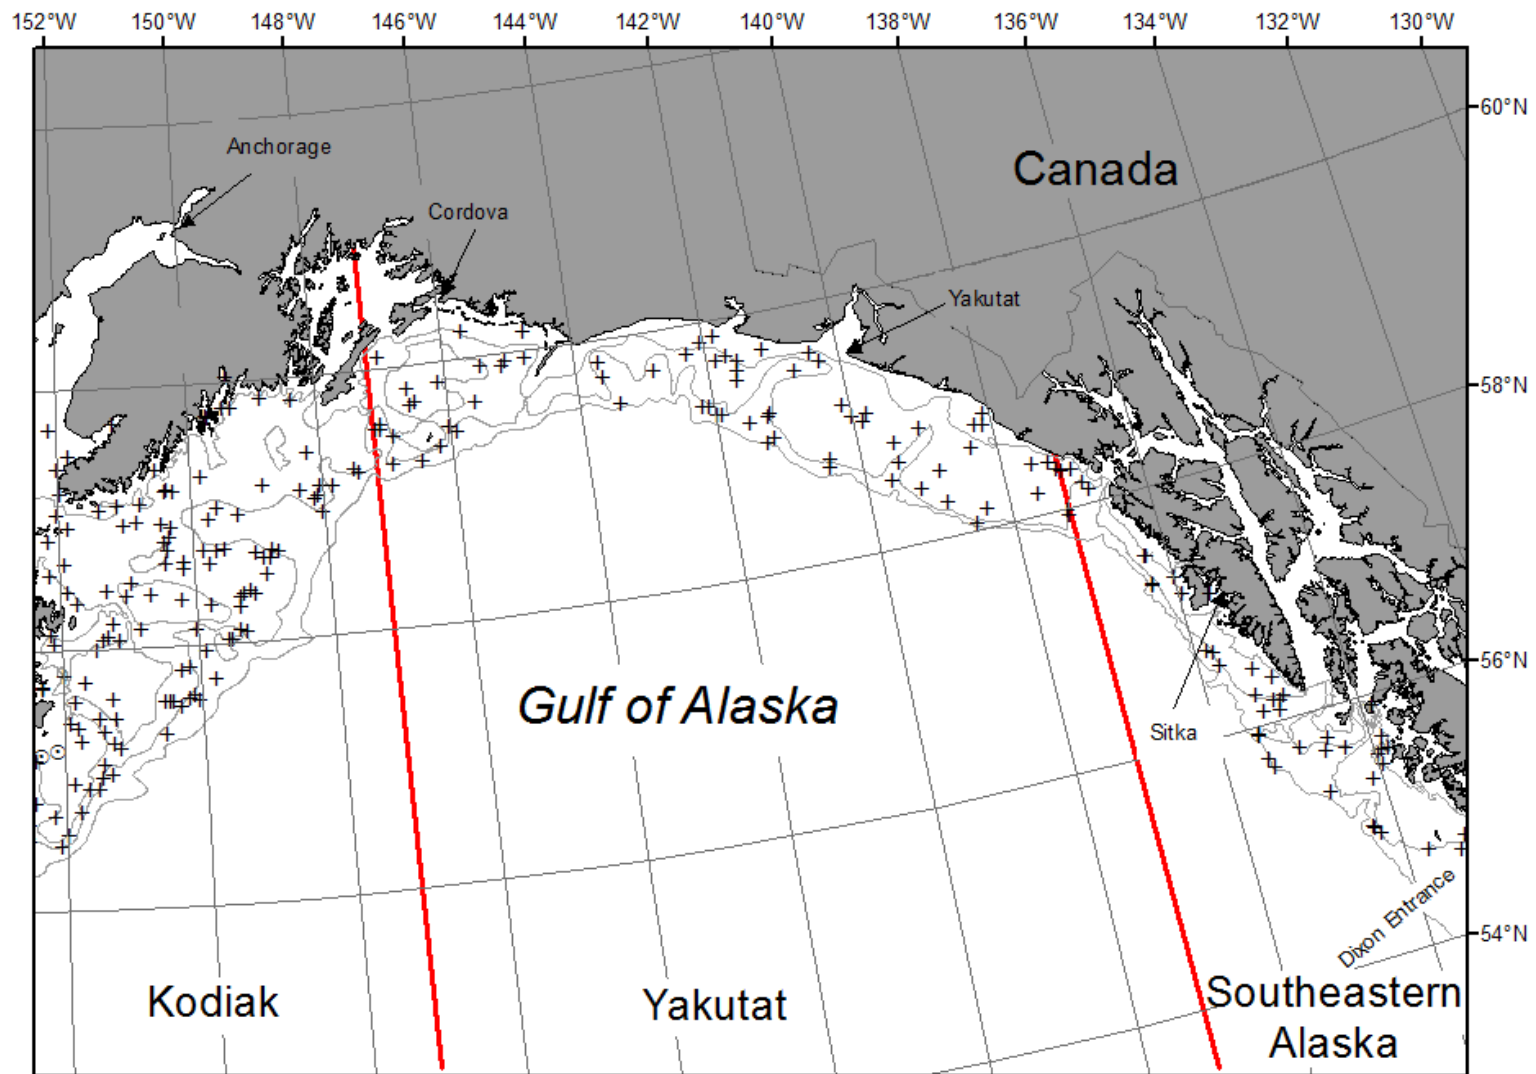 152°W 150°W 148°W 146°W 144°W 142°W 140°W 138°W 136°W 134°W 132°W 130°W
60°N
Anchorage
Canada
Cordova
Yakutat
58°N
56°N
Gulf of Alaska
Sitka
Dixon Entrance
54°N
Kodiak
Yakutat
Southeastern
Alaska